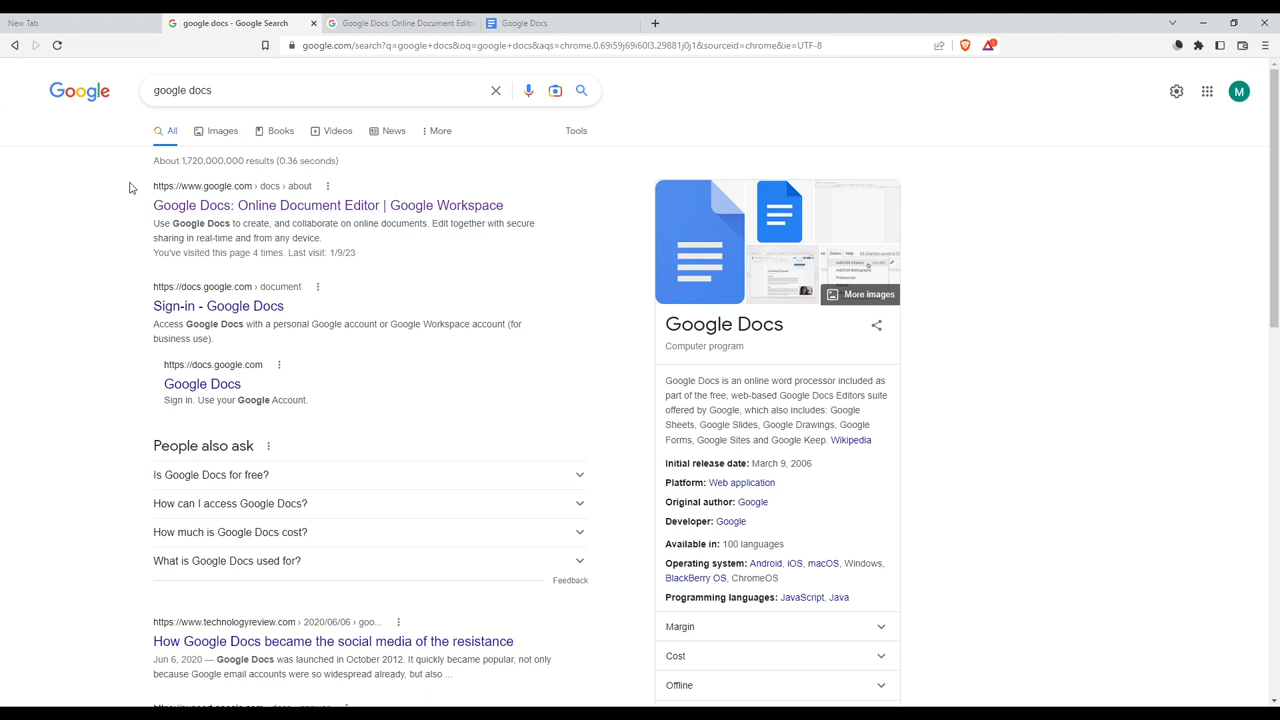 New Tab
google docs - Google Search
Google Docs: Online Document Editor
Google Docs
google.com/search?q=google+docs&oq=google+docs&aqs=chrome.0.69i59j69i60l3.29881j0j1&sourceid=chrome&ie=UTF-8
Google
google docs
M
All
Images
Books
Videos
News
More
Tools
About 1,720,000,000 results (0.36 seconds)
https://www.google.com › docs › about
Google Docs: Online Document Editor | Google Workspace
Use Google Docs to create, and collaborate on online documents. Edit together with secure
sharing in real-time and from any device.
You've visited this page 4 times. Last visit: 1/9/23
https://docs.google.com › document
Sign-in - Google Docs
Access Google Docs with a personal Google account or Google Workspace account (for
business use).
https://docs.google.com
Google Docs
Sign in. Use your Google Account.
People also ask
Is Google Docs for free?
How can I access Google Docs?
How much is Google Docs cost?
What is Google Docs used for?
Feedback
https://www.technologyreview.com › 2020/06/06 › goo...
How Google Docs became the social media of the resistance
Jun 6, 2020 — Google Docs was launched in October 2012. It quickly became popular, not only
because Google email accounts were so widespread already, but also ...
More images
Google Docs
Computer program
Google Docs is an online word processor included as
part of the free, web-based Google Docs Editors suite
offered by Google, which also includes: Google
Sheets, Google Slides, Google Drawings, Google
Forms, Google Sites and Google Keep. Wikipedia
Initial release date: March 9, 2006
Platform: Web application
Original author: Google
Developer: Google
Available in: 100 languages
Operating system: Android, iOS, macOS, Windows,
BlackBerry OS, ChromeOS
Programming languages: JavaScript, Java
Margin
Cost
Offline